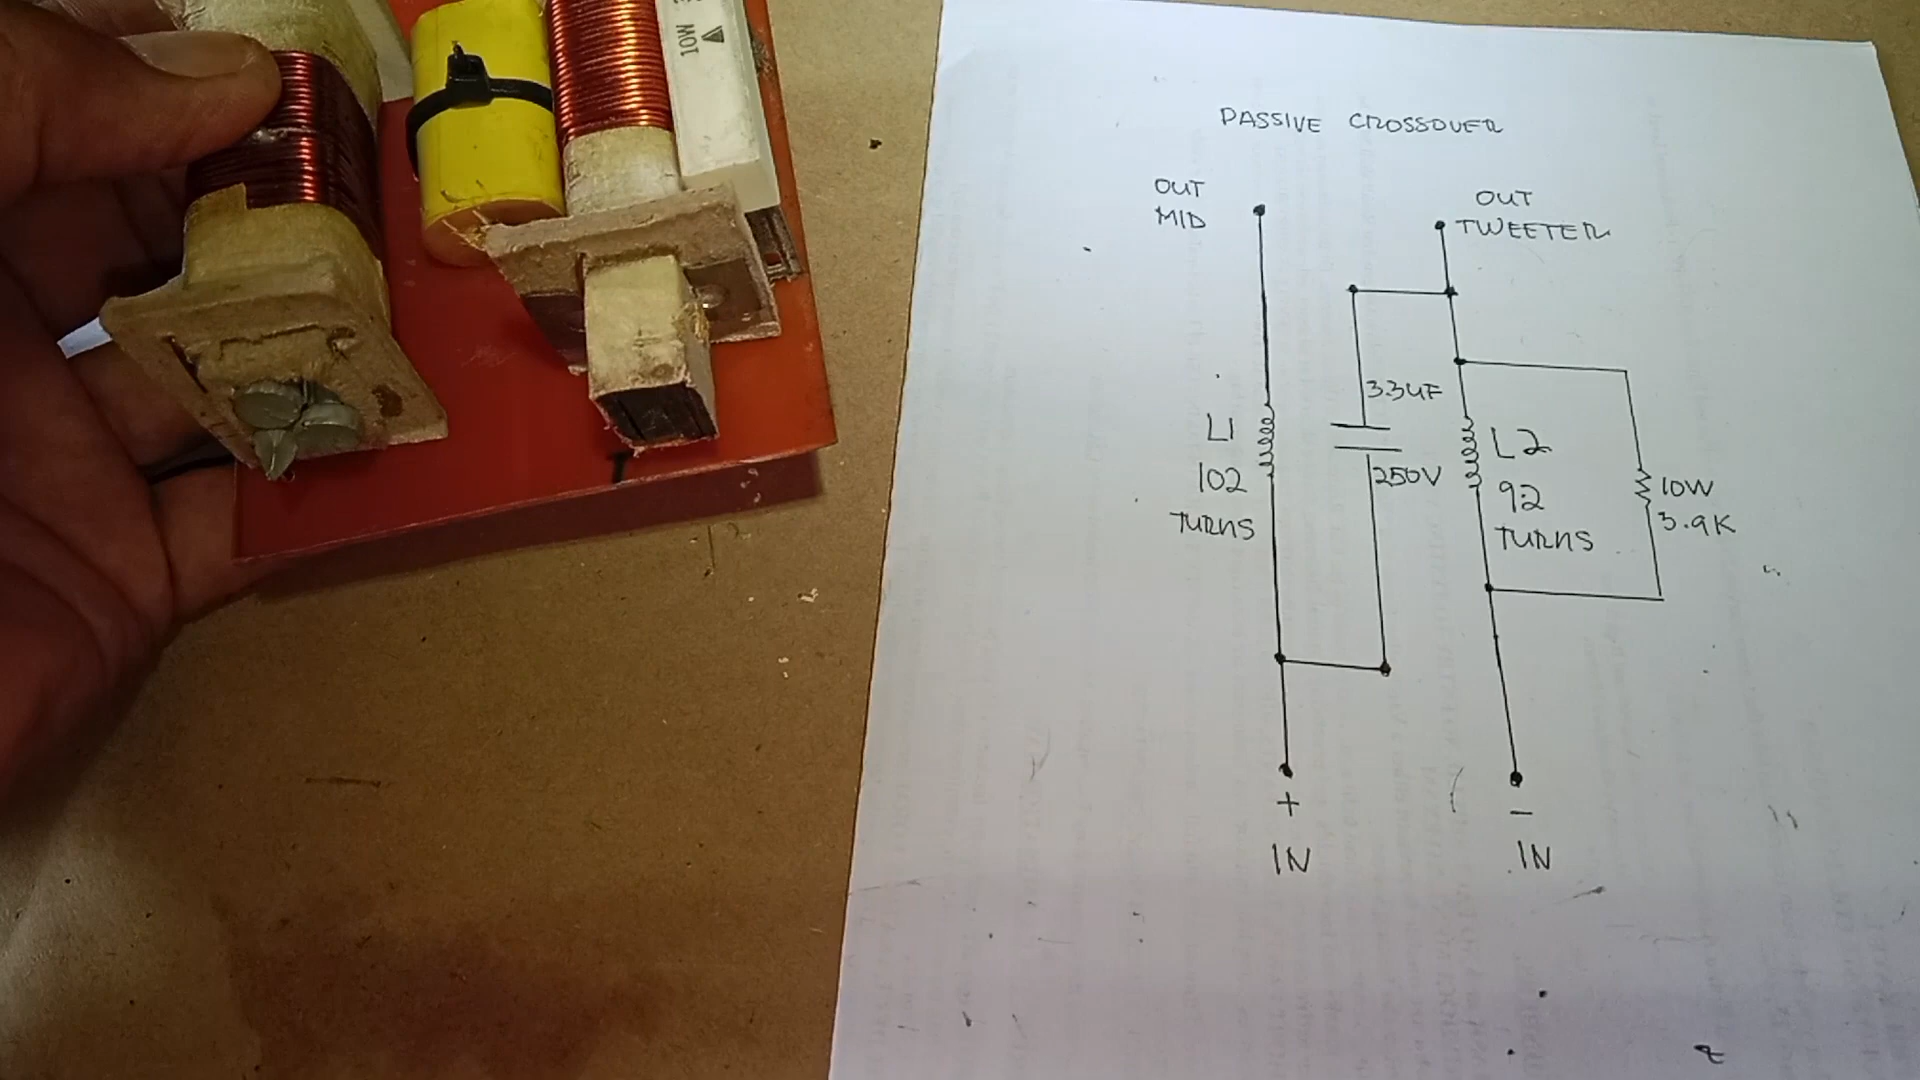 10W 3
PASSIVE CROSSOVER
OUT
MID
OUT
TWEETER
3.3UF
250V
L1
102
TURNS
L2
92
TURNS
10W
3.9K
+
IN
-
IN